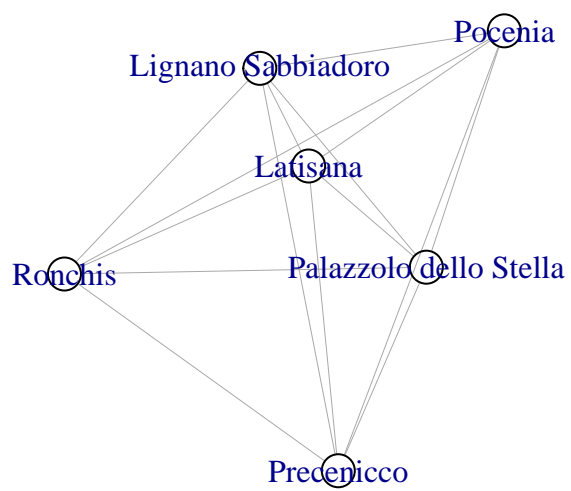 Pocenia
Lignano Sabbiadoro
Latisana
Palazzolo dello Stella
Ronchis
Precenicco